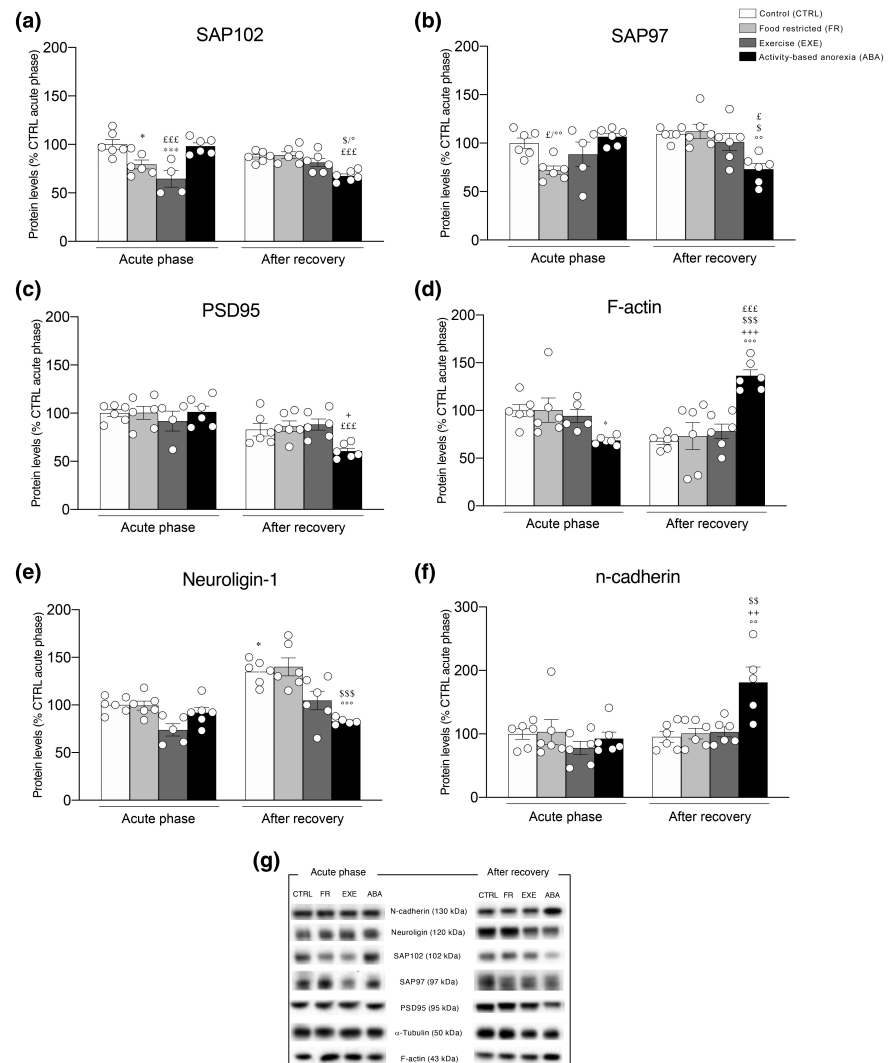 (a)
SAP102
Protein levels (% CTRL acute phase)
200
150
100
50
0
*
£££
***
$/°
£££
Acute phase
After recovery
(b)
SAP97
Control (CTRL)
Food restricted (FR)
Exercise (EXE)
Activity-based anorexia (ABA)
Protein levels (% CTRL acute phase)
200
150
100
50
0
£/°°
£
$
°°
Acute phase
After recovery
(c)
PSD95
Protein levels (% CTRL acute phase)
200
150
100
50
0
+
£££
Acute phase
After recovery
(d)
F-actin
Protein levels (% CTRL acute phase)
200
150
100
50
0
*
£££
$$$
+++
°°°
Acute phase
After recovery
(e)
Neuroligin-1
Protein levels (% CTRL acute phase)
200
150
100
50
0
*
$$$
°°°
Acute phase
After recovery
(f)
n-cadherin
Protein levels (% CTRL acute phase)
300
200
100
0
$$
++
°°
Acute phase
After recovery
(g)
Acute phase
After recovery
CTRL FR EXE ABA
CTRL FR EXE ABA
N-cadherin (130 kDa)
Neuroligin (120 kDa)
SAP102 (102 kDa)
SAP97 (97 kDa)
PSD95 (95 kDa)
α-Tubulin (50 kDa)
F-actin (43 kDa)